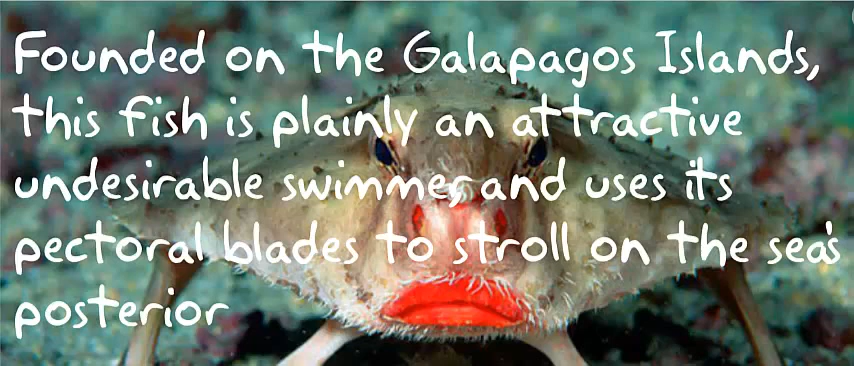 Founded on the Galapagos Islands,
this fish is plainly an attractive
undesirable swimmer, and uses its
pectoral blades to stroll on the sea's
posterior